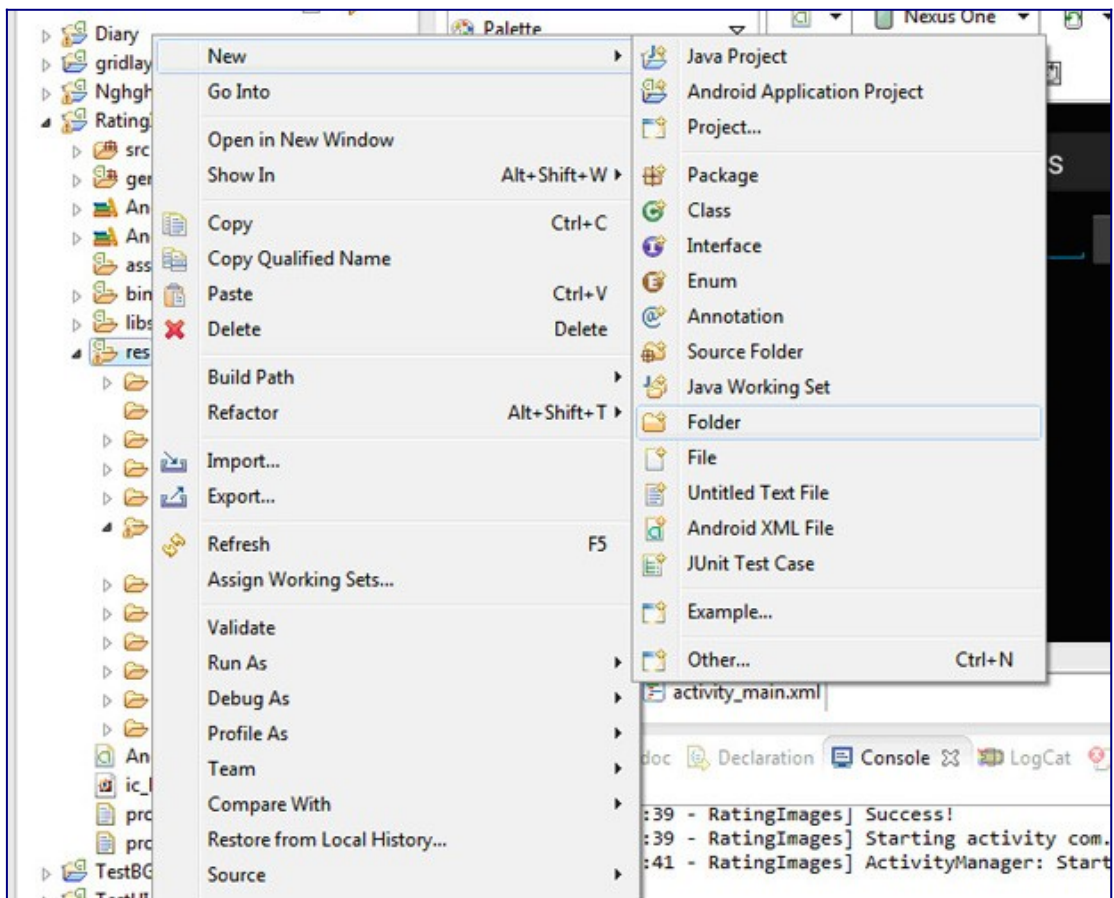 Diary
gridlay
Nghgh
Rating
src
ger
An
An
ass
bin
libs
res
An
ic_l
pro
pro
TestBG
New
Go Into
Open in New Window
Show In Alt+Shift+W
Copy Ctrl+C
Copy Qualified Name
Paste Ctrl+V
Delete Delete
Build Path
Refactor Alt+Shift+T
Import...
Export...
Refresh F5
Assign Working Sets...
Validate
Run As
Debug As
Profile As
Team
Compare With
Restore from Local History...
Source
Palette
Nexus One
Java Project
Android Application Project
Project...
Package
Class
Interface
Enum
Annotation
Source Folder
Java Working Set
Folder
File
Untitled Text File
Android XML File
JUnit Test Case
Example...
Other... Ctrl+N
s
activity_main.xml
doc Declaration Console LogCat
:39 - RatingImages] Success!
:39 - RatingImages] Starting activity com.
:41 - RatingImages] ActivityManager: Start